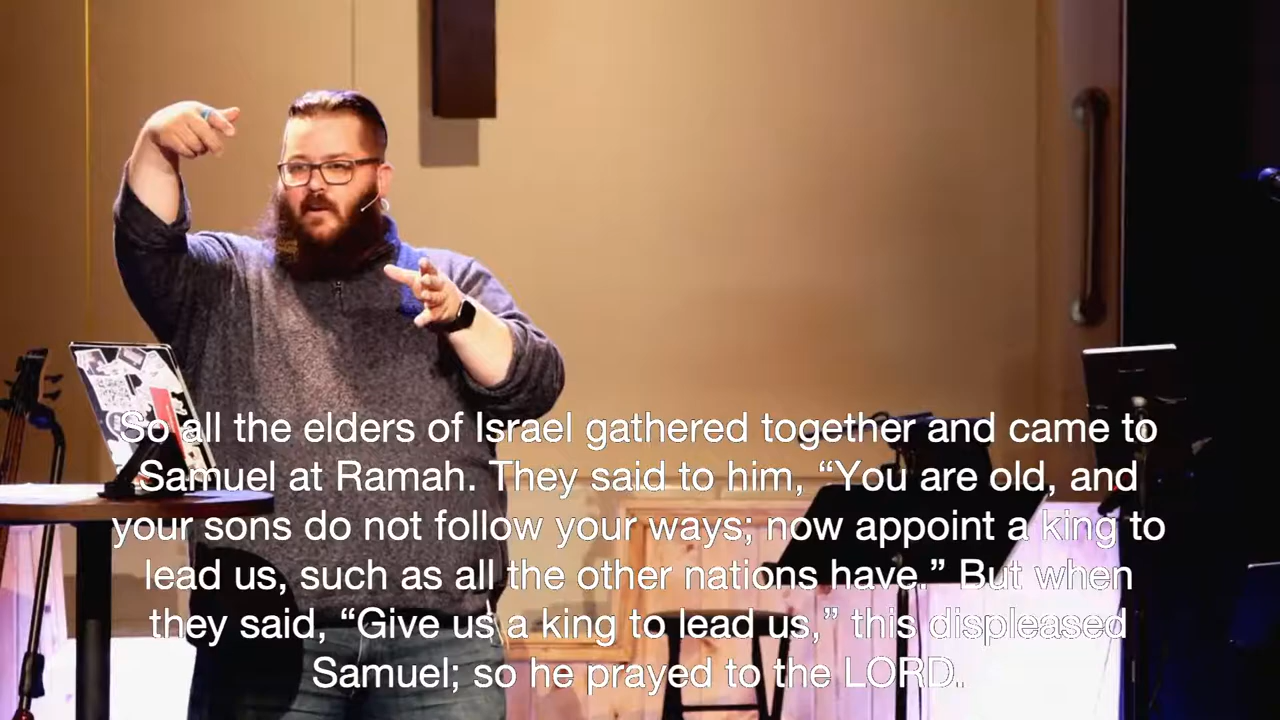 So all the elders of Israel gathered together and came to
Samuel at Ramah. They said to him, “You are old, and
your sons do not follow your ways; now appoint a king to
lead us, such as all the other nations have.” But when
they said, “Give us a king to lead us,” this displeased
Samuel; so he prayed to the LORD.